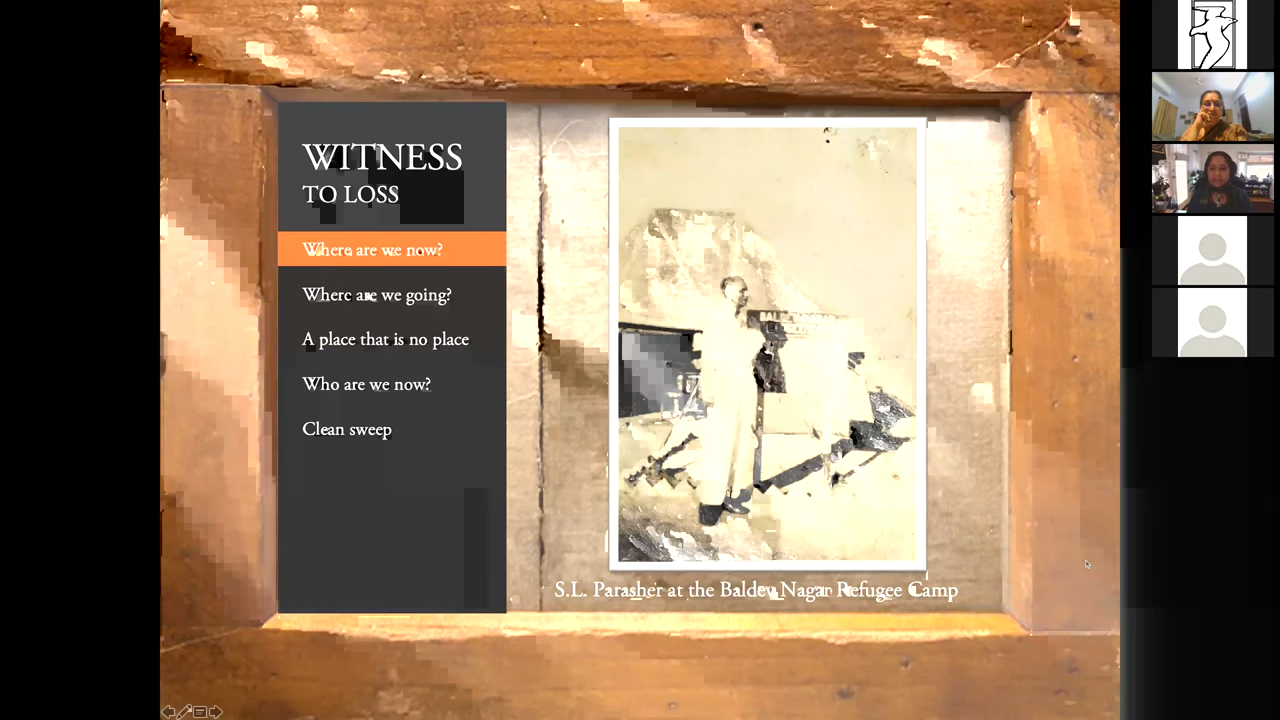 WITNESS
TO LOSS
Where are we now?
Where are we going?
A place that is no place
Who are we now?
Clean sweep
S.L. Parasher at the Baldev Nagar Refugee Camp